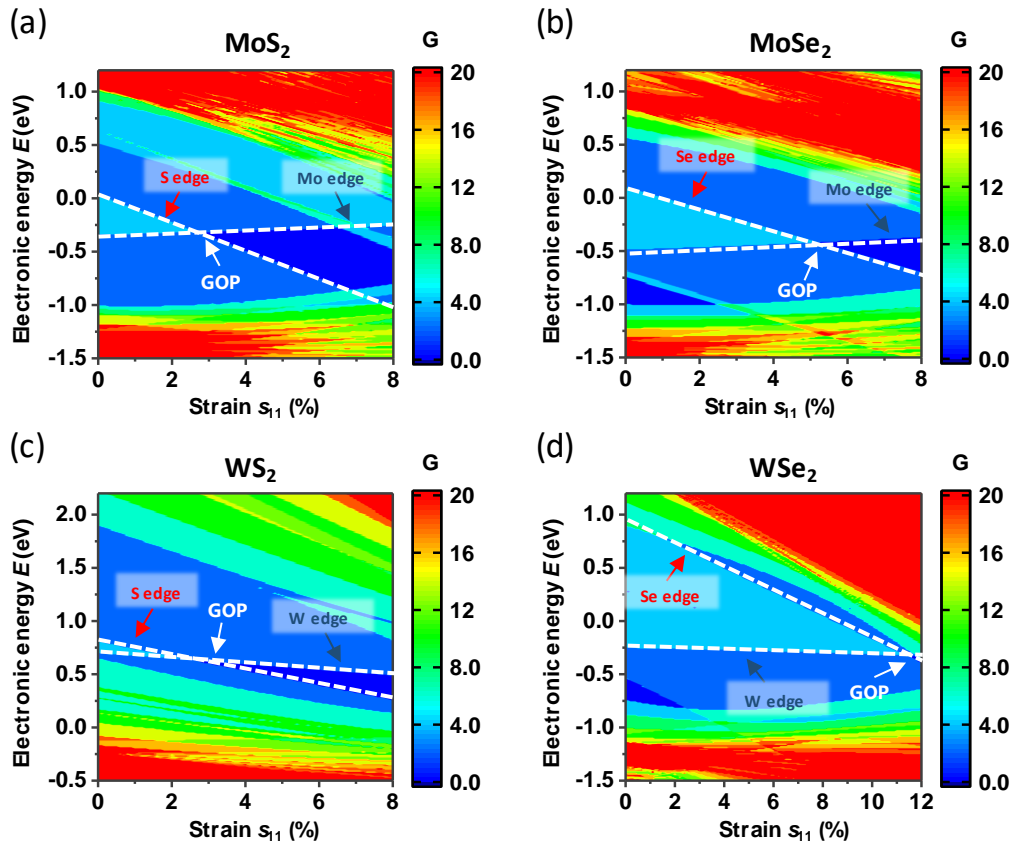 (a)
MoS₂
G
Electronic energy E (eV)
1.0
0.5
0.0
-0.5
-1.0
-1.5
S edge
Mo edge
GOP
0 2 4 6 8
Strain s₁₁ (%)
20
16
12
8.0
4.0
0.0
(b)
MoSe₂
G
Electronic energy E (eV)
1.0
0.5
0.0
-0.5
-1.0
-1.5
Se edge
Mo edge
GOP
0 2 4 6 8
Strain s₁₁ (%)
20
16
12
8.0
4.0
0.0
(c)
WS₂
G
Electronic energy E (eV)
2.0
1.5
1.0
0.5
0.0
-0.5
S edge
GOP
W edge
0 2 4 6 8
Strain s₁₁ (%)
20
16
12
8.0
4.0
0.0
(d)
WSe₂
G
Electronic energy E (eV)
1.0
0.5
0.0
-0.5
-1.0
-1.5
Se edge
GOP
W edge
0 2 4 6 8 10 12
Strain s₁₁ (%)
20
16
12
8.0
4.0
0.0